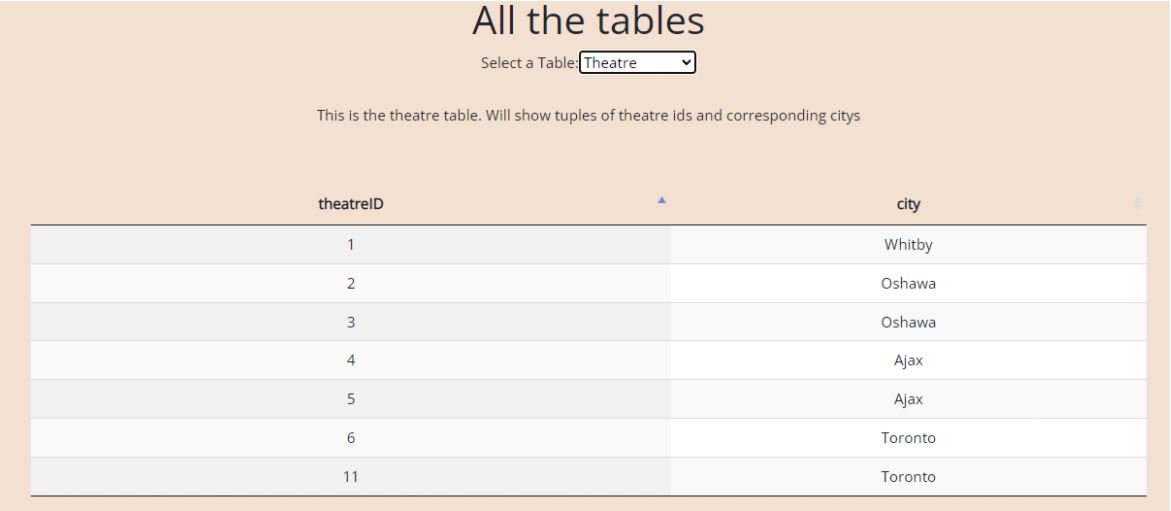 All the tables
Select a Table: Theatre
This is the theatre table. Will show tuples of theatre ids and corresponding citys
theatreID city
1 Whitby
2 Oshawa
3 Oshawa
4 Ajax
5 Ajax
6 Toronto
11 Toronto